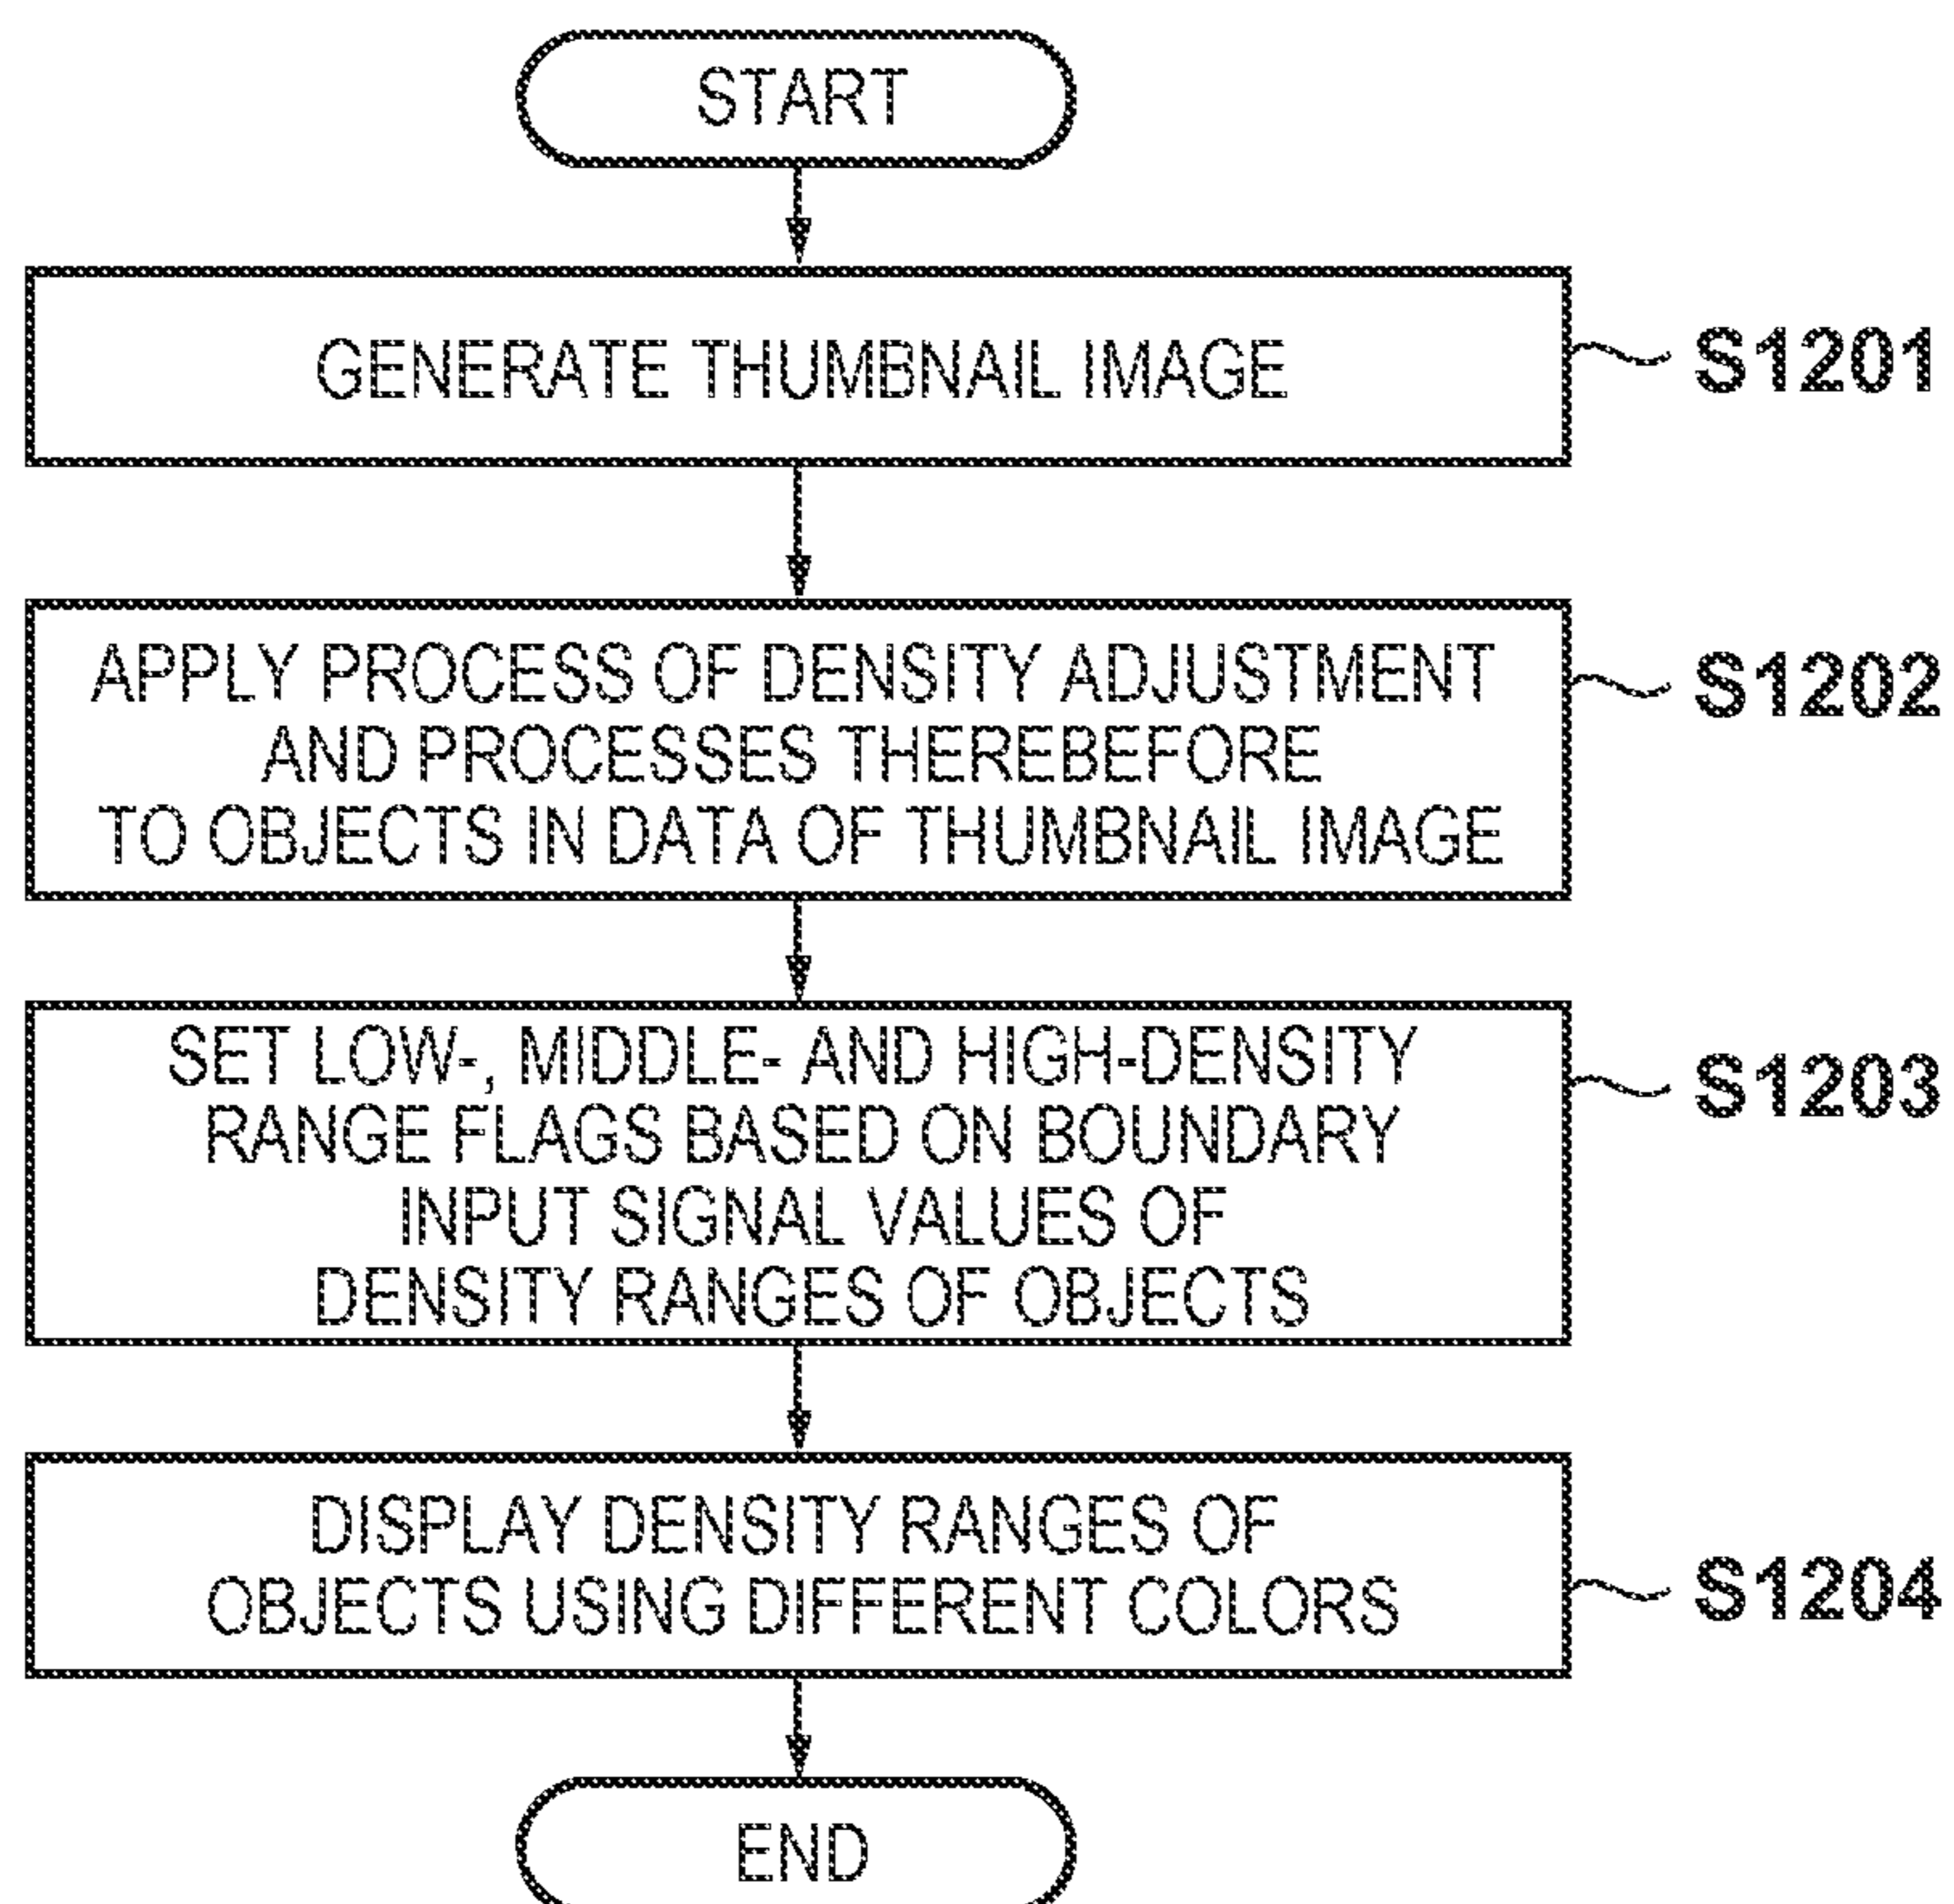 START
GENERATE THUMBNAIL IMAGE
S1201
APPLY PROCESS OF DENSITY ADJUSTMENT
AND PROCESSES THEREBEFORE
TO OBJECTS IN DATA OF THUMBNAIL IMAGE
S1202
SET LOW-, MIDDLE- AND HIGH-DENSITY
RANGE FLAGS BASED ON BOUNDARY
INPUT SIGNAL VALUES OF
DENSITY RANGES OF OBJECTS
S1203
DISPLAY DENSITY RANGES OF
OBJECTS USING DIFFERENT COLORS
S1204
END